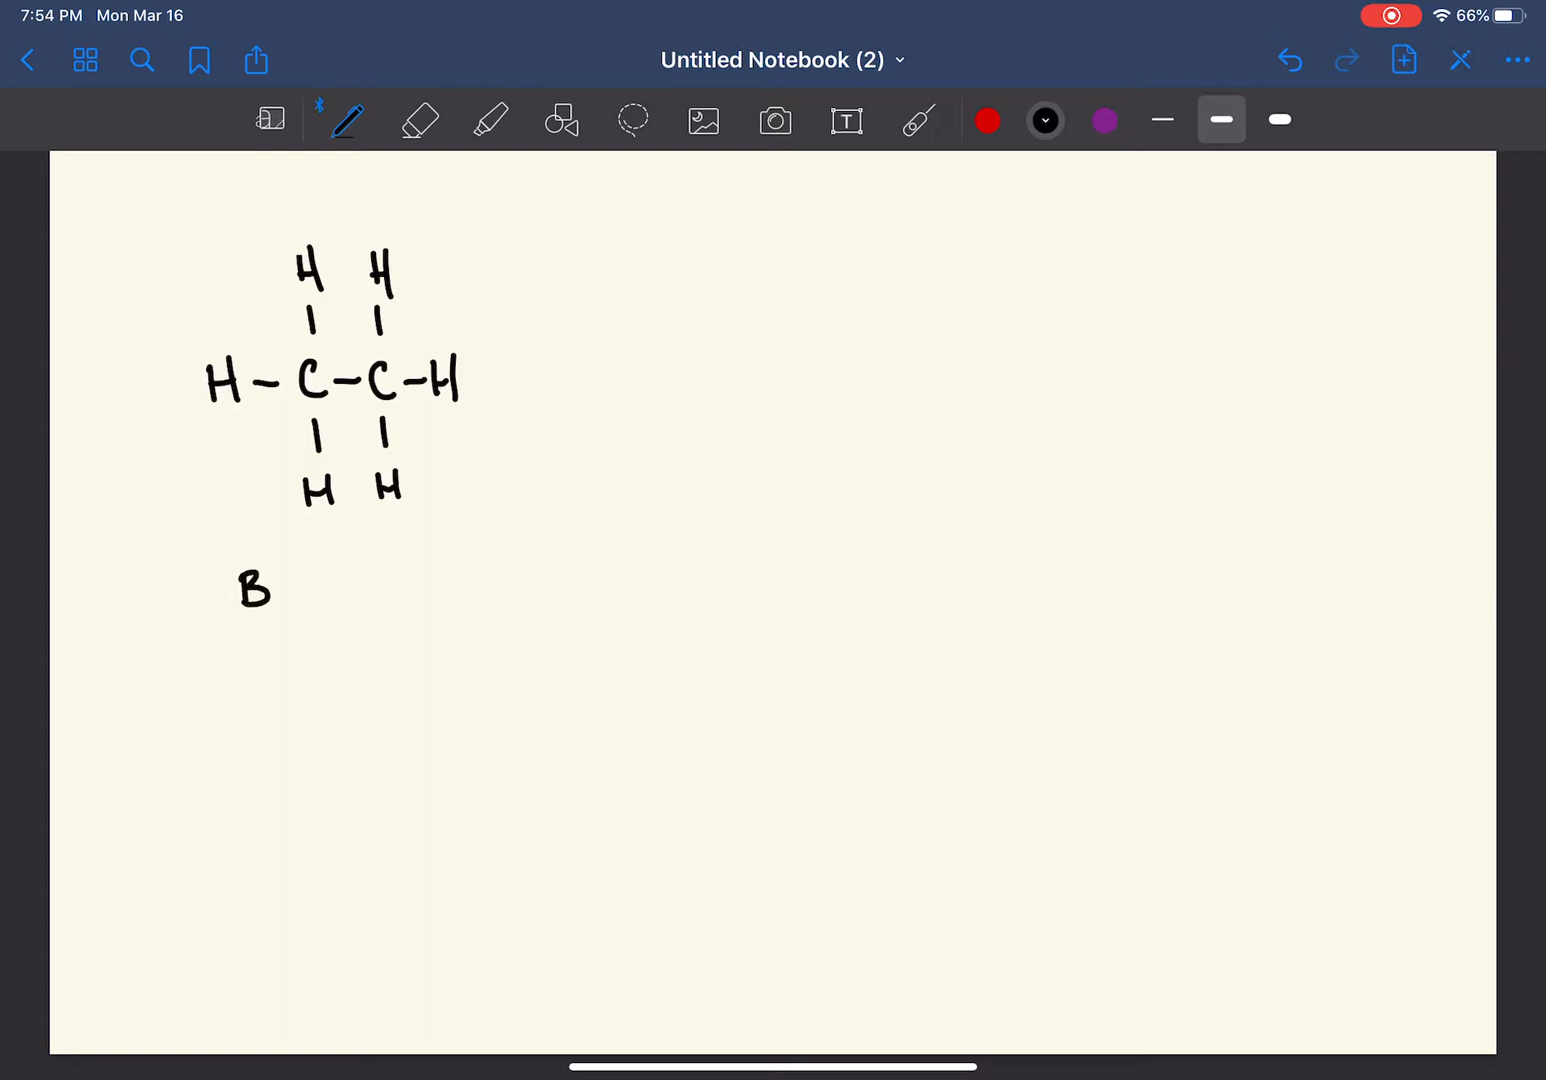 7:54 PM Mon Mar 16
66%
Untitled Notebook (2)
T
H H
H - C - C - H
H H
B